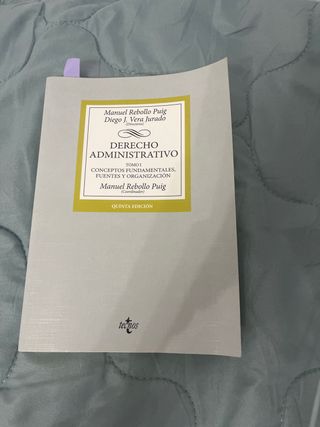 Manuel Rebollo Puig
Diego J. Vera Jurado
(Directores)
DERECHO
ADMINISTRATIVO
TOMO I
CONCEPTOS FUNDAMENTALES,
FUENTES Y ORGANIZACIÓN
Manuel Rebollo Puig
(Coordinador)
QUINTA EDICIÓN
tecnos